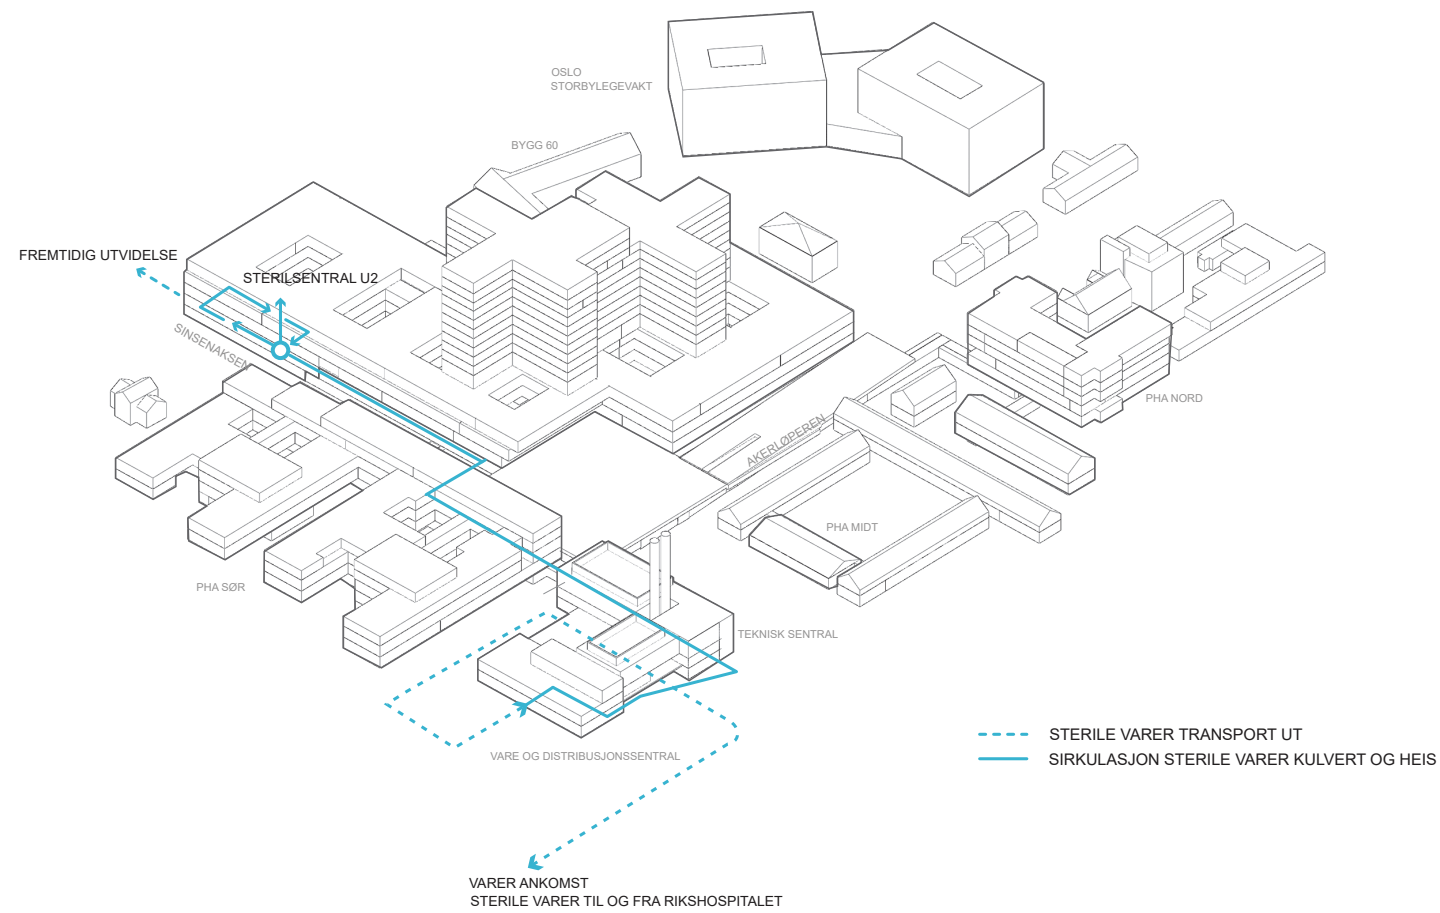 OSLO
STORBYLEGEVAKT
BYGG 60
FREMTIDIG UTVIDELSE
STERILSENTRAL U2
SINSENAKSEN
PHA NORD
AKERLØPEREN
PHA MIDT
PHA SØR
TEKNISK SENTRAL
VARE OG DISTRIBUSJONSSENTRAL
STERILE VARER TRANSPORT UT
SIRKULASJON STERILE VARER KULVERT OG HEIS
VARER ANKOMST
STERILE VARER TIL OG FRA RIKSHOSPITALET